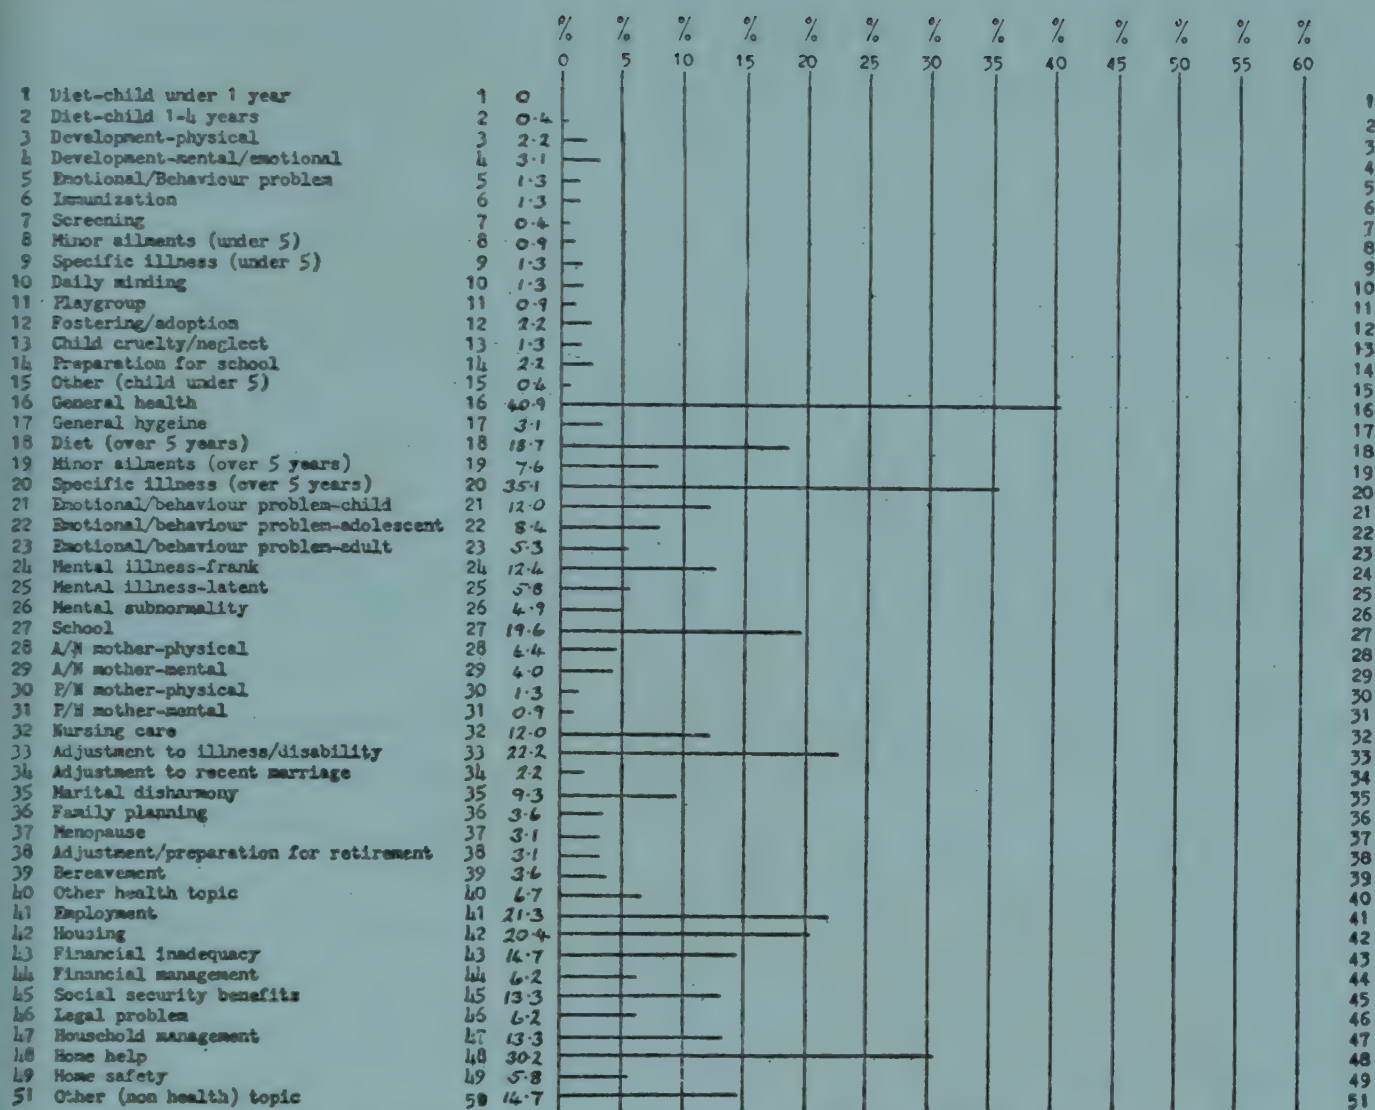 % % % % % % % % % % % % %
0 5 10 15 20 25 30 35 40 45 50 55 60
1 Diet-child under 1 year 1 0 1
2 Diet-child 1-4 years 2 0.4 2
3 Development-physical 3 2.2 3
4 Development-mental/emotional 4 3.1 4
5 Emotional/Behaviour problem 5 1.3 5
6 Immunization 6 1.3 6
7 Screening 7 0.4 7
8 Minor ailments (under 5) 8 0.9 8
9 Specific illness (under 5) 9 1.3 9
10 Daily minding 10 1.3 10
11 Playgroup 11 0.9 11
12 Fostering/adoption 12 2.2 12
13 Child cruelty/neglect 13 1.3 13
14 Preparation for school 14 2.2 14
15 Other (child under 5) 15 0.4 15
16 General health 16 40.9 16
17 General hygeine 17 3.1 17
18 Diet (over 5 years) 18 18.7 18
19 Minor ailments (over 5 years) 19 7.6 19
20 Specific illness (over 5 years) 20 35.1 20
21 Emotional/behaviour problem-child 21 12.0 21
22 Emotional/behaviour problem-adolescent 22 8.4 22
23 Emotional/behaviour problem-adult 23 5.3 23
24 Mental illness-frank 24 12.4 24
25 Mental illness-latent 25 5.8 25
26 Mental subnormality 26 4.9 26
27 School 27 19.6 27
28 A/N mother-physical 28 4.4 28
29 A/N mother-mental 29 4.0 29
30 P/N mother-physical 30 1.3 30
31 P/N mother-mental 31 0.9 31
32 Nursing care 32 12.0 32
33 Adjustment to illness/disability 33 22.2 33
34 Adjustment to recent marriage 34 2.2 34
35 Marital disharmony 35 9.3 35
36 Family planning 36 3.6 36
37 Menopause 37 3.1 37
38 Adjustment/preparation for retirement 38 3.1 38
39 Bereavement 39 3.6 39
40 Other health topic 40 6.7 40
41 Employment 41 21.3 41
42 Housing 42 20.4 42
43 Financial inadequacy 43 14.7 43
44 Financial management 44 6.2 44
45 Social security benefits 45 13.3 45
46 Legal problem 46 6.2 46
47 Household management 47 13.3 47
48 Home help 48 30.2 48
49 Home safety 49 5.8 49
51 Other (non health) topic 50 14.7 51